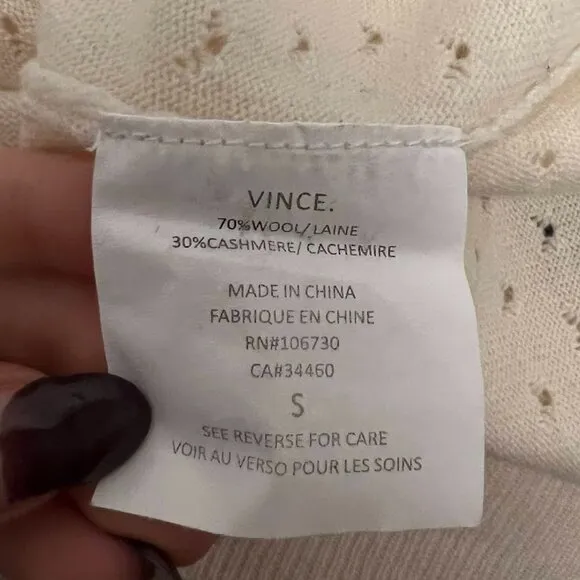 VINCE.
70%WOOL/LAINE
30%CASHMERE/ CACHEMIRE
MADE IN CHINA
FABRIQUE EN CHINE
RN#106730
CA#34460
S
SEE REVERSE FOR CARE
VOIR AU VERSO POUR LES SOINS